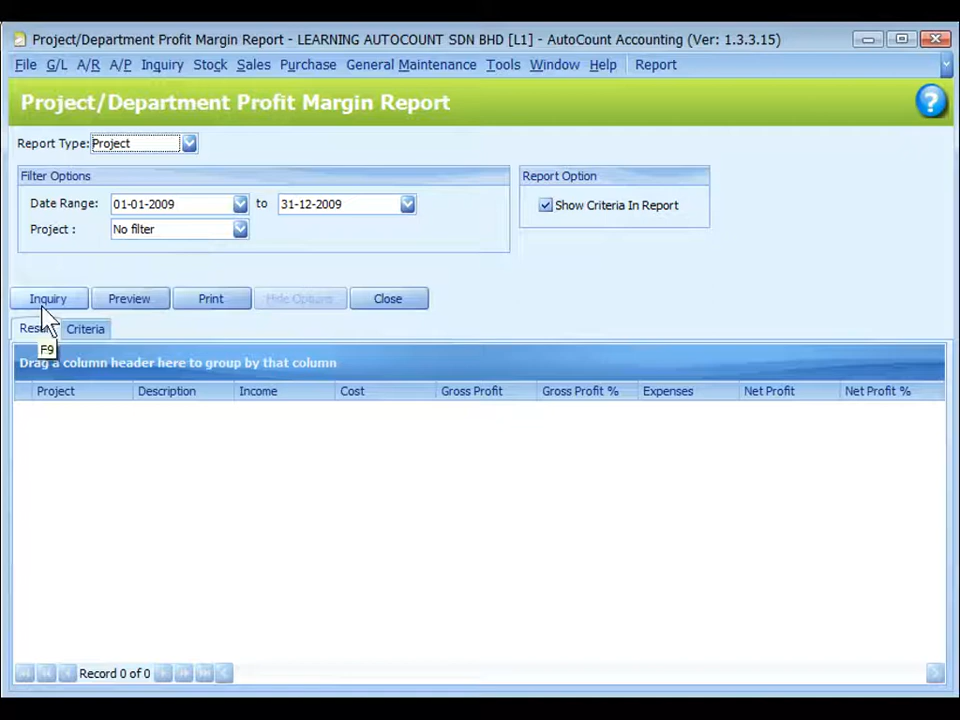 Project/Department Profit Margin Report - LEARNING AUTOCOUNT SDN BHD [L1] - AutoCount Accounting (Ver: 1.3.3.15)
File G/L A/R A/P Inquiry Stock Sales Purchase General Maintenance Tools Window Help Report
Project/Department Profit Margin Report
Report Type: Project
Filter Options
Report Option
Date Range: 01-01-2009 to 31-12-2009
Show Criteria In Report
Project : No filter
Inquiry Preview Print Hide Options Close
Criteria
F9
Drag a column header here to group by that column
Project Description Income Cost Gross Profit Gross Profit % Expenses Net Profit Net Profit %
Record 0 of 0